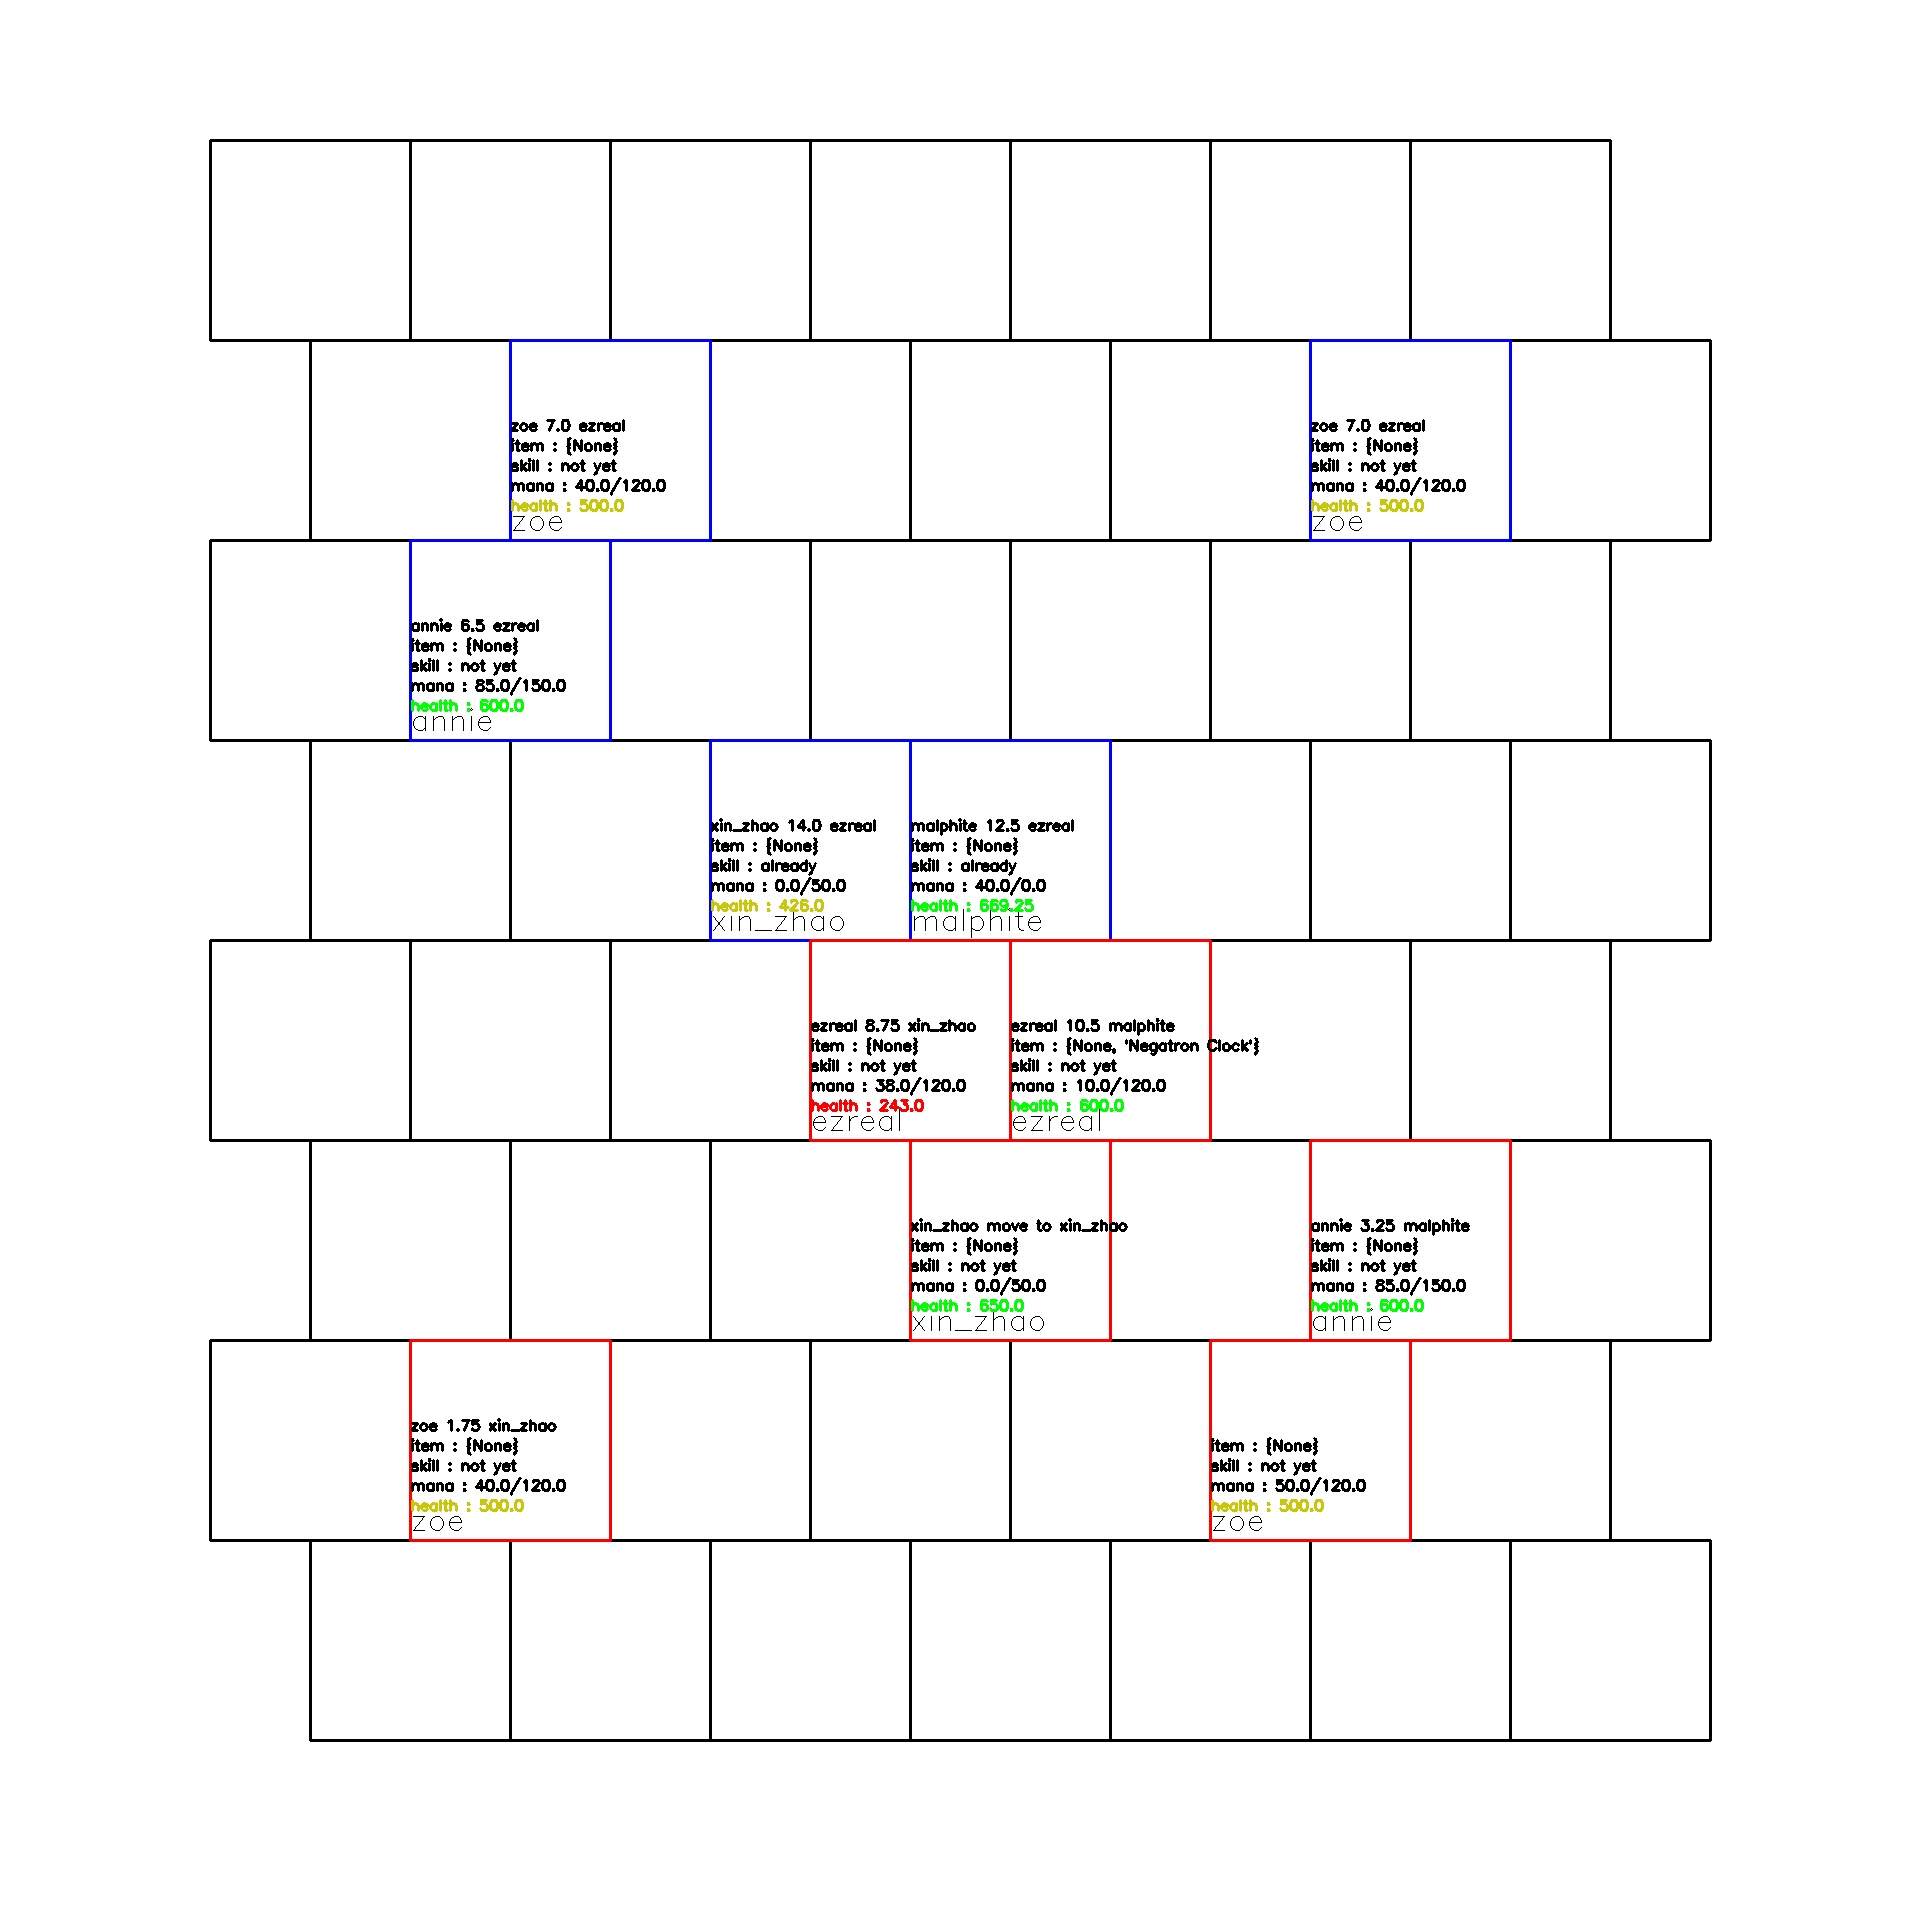 zoe 7.0 ezreal
item : {None}
skill : not yet
mana : 40.0/120.0
health : 500.0
zoe
zoe 7.0 ezreal
item : {None}
skill : not yet
mana : 40.0/120.0
health : 500.0
zoe
annie 6.5 ezreal
item : {None}
skill : not yet
mana : 85.0/150.0
health : 600.0
annie
xin_zhao 14.0 ezreal
item : {None}
skill : already
mana : 0.0/50.0
health : 426.0
xin_zhao
malphite 12.5 ezreal
item : {None}
skill : already
mana : 40.0/0.0
health : 669.25
malphite
ezreal 8.75 xin_zhao
item : {None}
skill : not yet
mana : 38.0/120.0
health : 243.0
ezreal
ezreal 10.5 malphite
item : {None, 'Negatron Clock'}
skill : not yet
mana : 10.0/120.0
health : 600.0
ezreal
xin_zhao move to xin_zhao
item : {None}
skill : not yet
mana : 0.0/50.0
health : 650.0
xin_zhao
annie 3.25 malphite
item : {None}
skill : not yet
mana : 85.0/150.0
health : 600.0
annie
zoe 1.75 xin_zhao
item : {None}
skill : not yet
mana : 40.0/120.0
health : 500.0
zoe
item : {None}
skill : not yet
mana : 50.0/120.0
health : 500.0
zoe